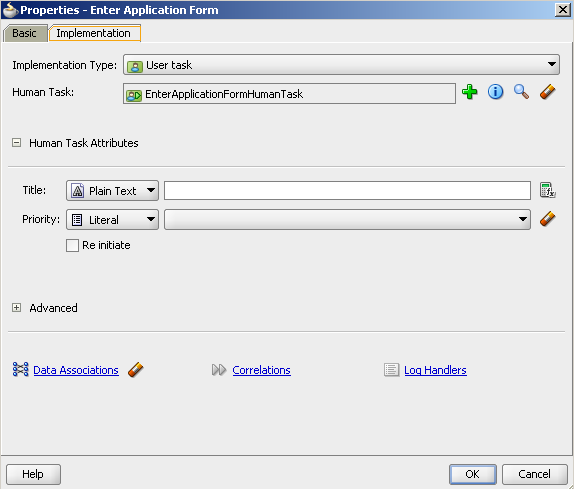 Properties - Enter Application Form
Basic Implementation
Implementation Type: User task
Human Task: EnterApplicationFormHumanTask
Human Task Attributes
Title: Plain Text
Priority: Literal
Re initiate
Advanced
Data Associations Correlations Log Handlers
Help OK Cancel